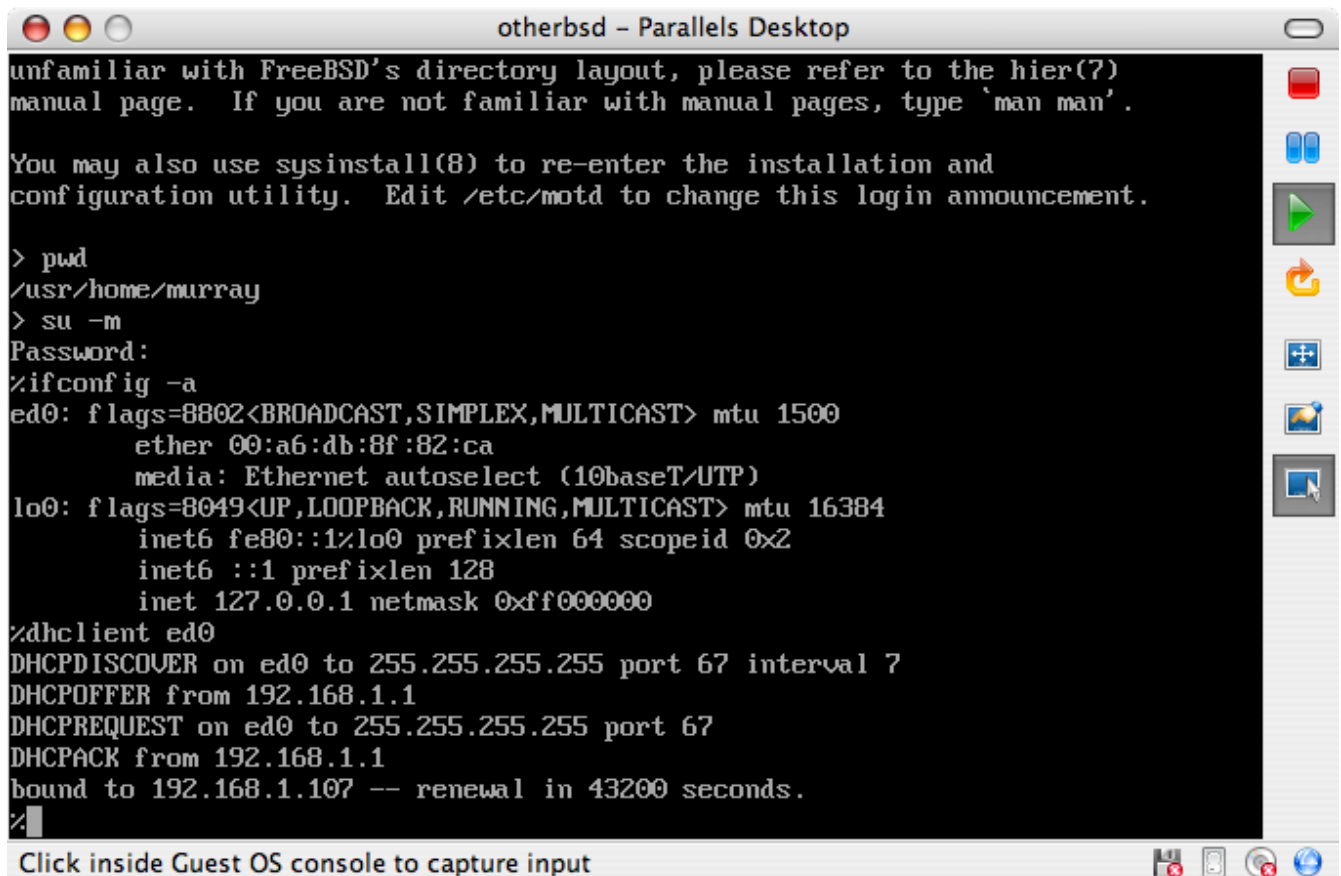 otherbsd – Parallels Desktop
unfamiliar with FreeBSD's directory layout, please refer to the hier(7)
manual page.  If you are not familiar with manual pages, type `man man'.
You may also use sysinstall(8) to re-enter the installation and
configuration utility.  Edit /etc/motd to change this login announcement.
> pwd
/usr/home/murray
> su -m
Password:
%ifconfig -a
ed0: flags=8802<BROADCAST,SIMPLEX,MULTICAST> mtu 1500
        ether 00:a6:db:8f:82:ca
        media: Ethernet autoselect (10baseT/UTP)
lo0: flags=8049<UP,LOOPBACK,RUNNING,MULTICAST> mtu 16384
        inet6 fe80::1%lo0 prefixlen 64 scopeid 0x2
        inet6 ::1 prefixlen 128
        inet 127.0.0.1 netmask 0xff000000
%dhclient ed0
DHCPDISCOVER on ed0 to 255.255.255.255 port 67 interval 7
DHCPOFFER from 192.168.1.1
DHCPREQUEST on ed0 to 255.255.255.255 port 67
DHCPACK from 192.168.1.1
bound to 192.168.1.107 -- renewal in 43200 seconds.
%
Click inside Guest OS console to capture input